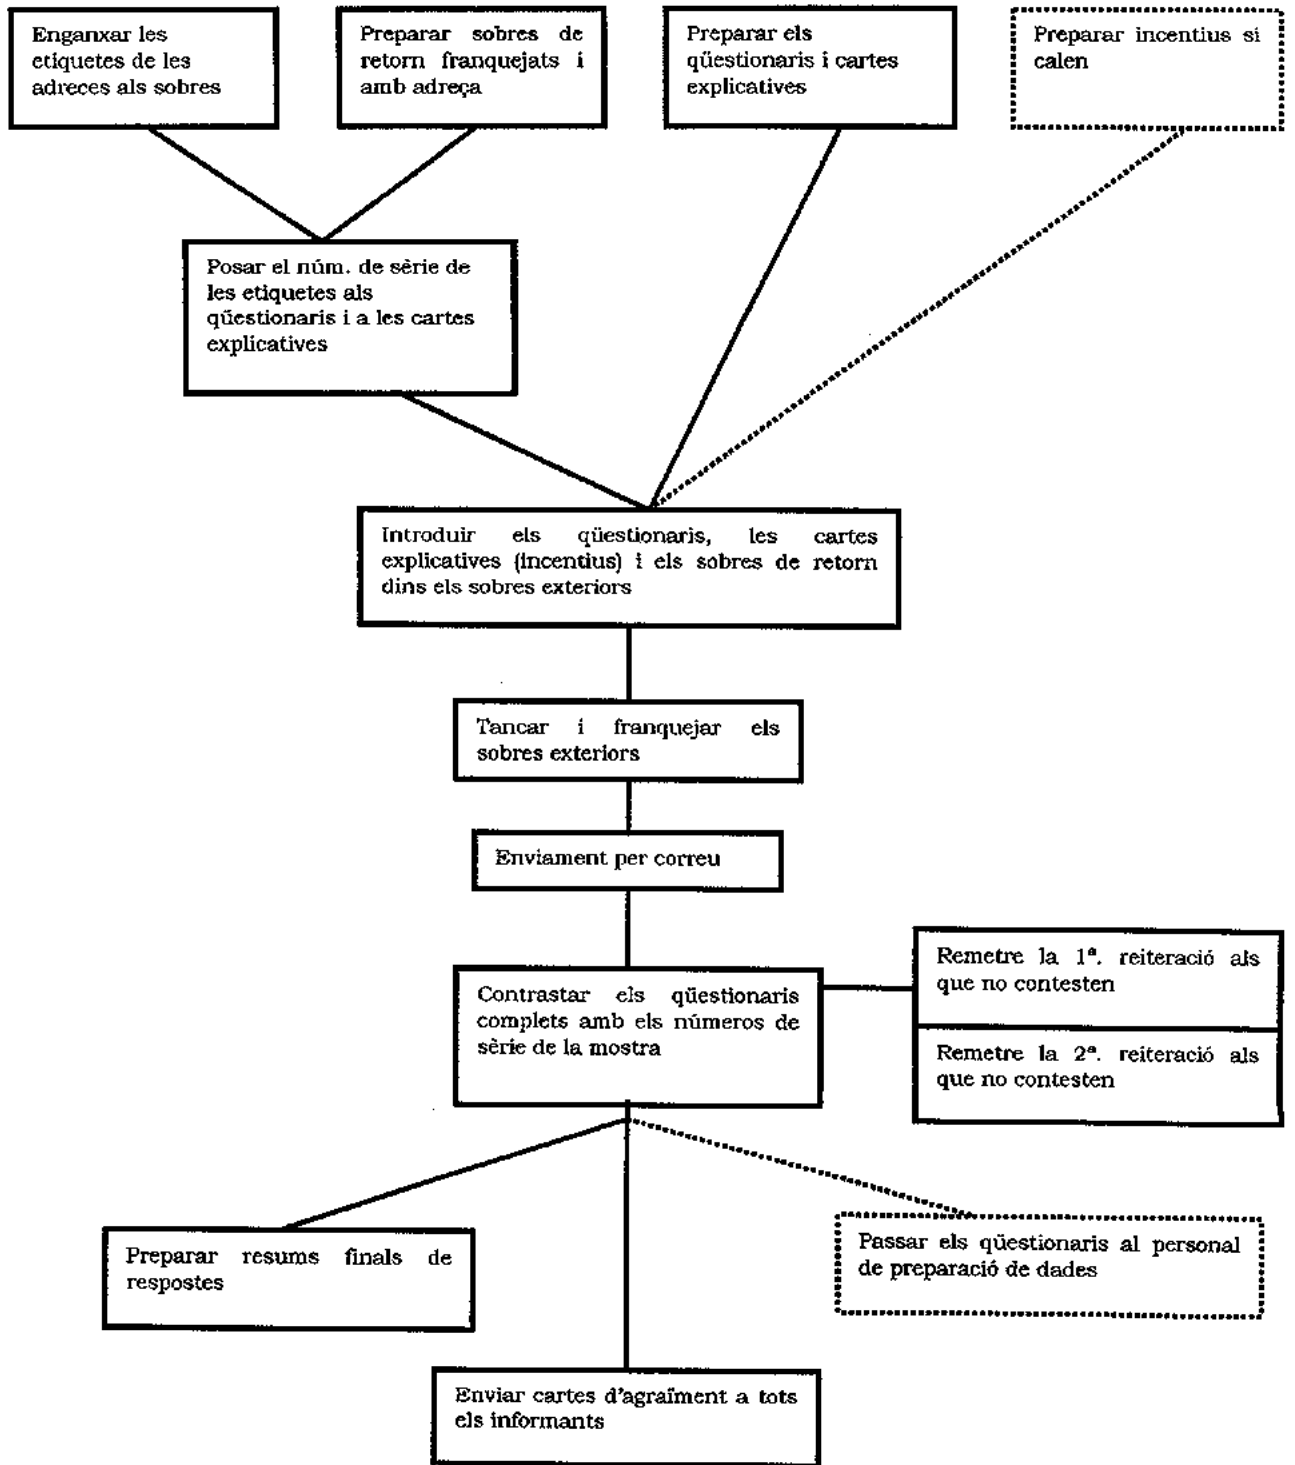 Enganxar les
etiquetes de les
adreces als sobres
Preparar sobres de
retorn franquejats i
amb adreça
Preparar els
qüestionaris i cartes
explicatives
Preparar incentius si
calen
Posar el núm. de sèrie de
les etiquetes als
qüestionaris i a les cartes
explicatives
Introduir els qüestionaris, les cartes
explicatives (incentius) i els sobres de retorn
dins els sobres exteriors
Tancar i franquejar els
sobres exteriors
Enviament per correu
Contrastar els qüestionaris
complets amb els números de
sèrie de la mostra
Remetre la 1ª. reiteració als
que no contesten
Remetre la 2ª. reiteració als
que no contesten
Preparar resums finals de
respostes
Passar els qüestionaris al personal
de preparació de dades
Enviar cartes d'agraïment a tots
els informants